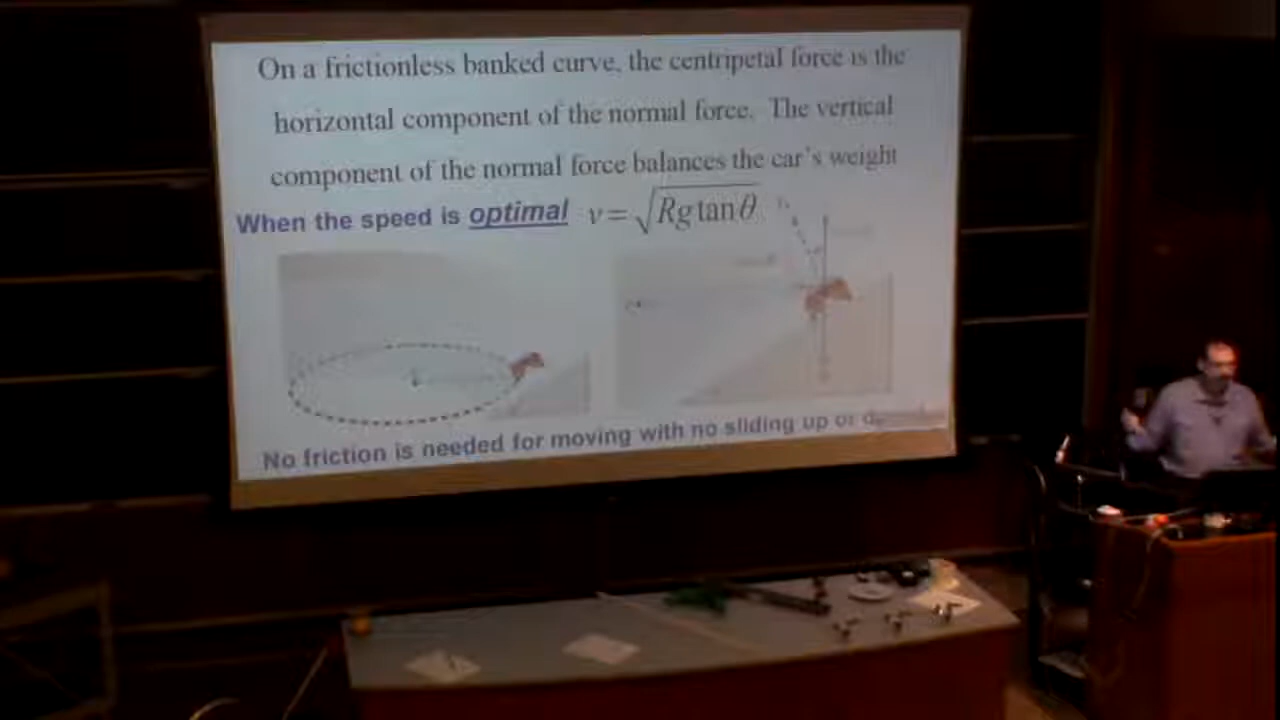 On a frictionless banked curve, the centripetal force is the
horizontal component of the normal force. The vertical
component of the normal force balances the car's weight
When the speed is optimal v = √Rg tan θ
No friction is needed for moving with no sliding up or